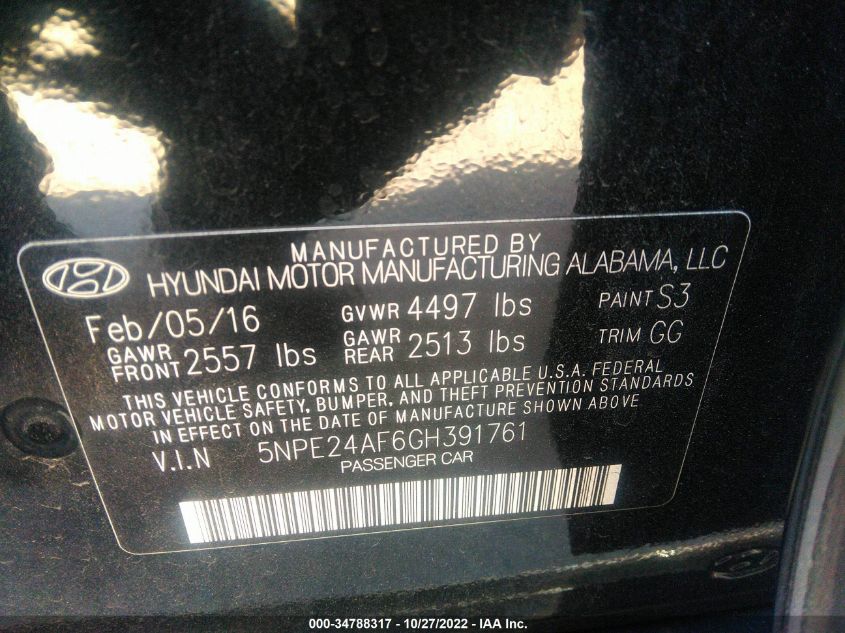 MANUFACTURED BY
HYUNDAI MOTOR MANUFACTURING ALABAMA, LLC
Feb/05/16 GVWR 4497 lbs PAINT S3
GAWR FRONT 2557 lbs GAWR REAR 2513 lbs TRIM GG
THIS VEHICLE CONFORMS TO ALL APPLICABLE U.S.A. FEDERAL
MOTOR VEHICLE SAFETY, BUMPER, AND THEFT PREVENTION STANDARDS
IN EFFECT ON THE DATE OF MANUFACTURE SHOWN ABOVE
V.I.N 5NPE24AF6GH391761
PASSENGER CAR
000-34788317 - 10/27/2022 - IAA Inc.